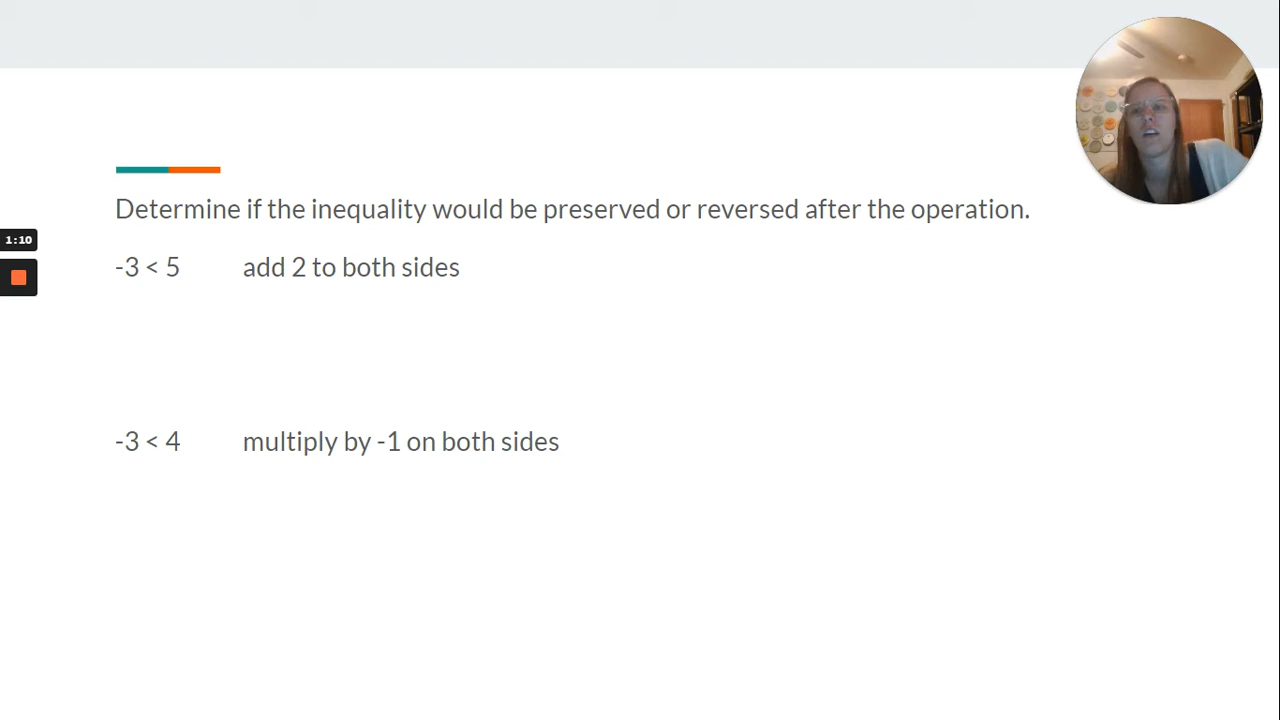 Determine if the inequality would be preserved or reversed after the operation.
1:10
-3 < 5 add 2 to both sides
-3 < 4 multiply by -1 on both sides